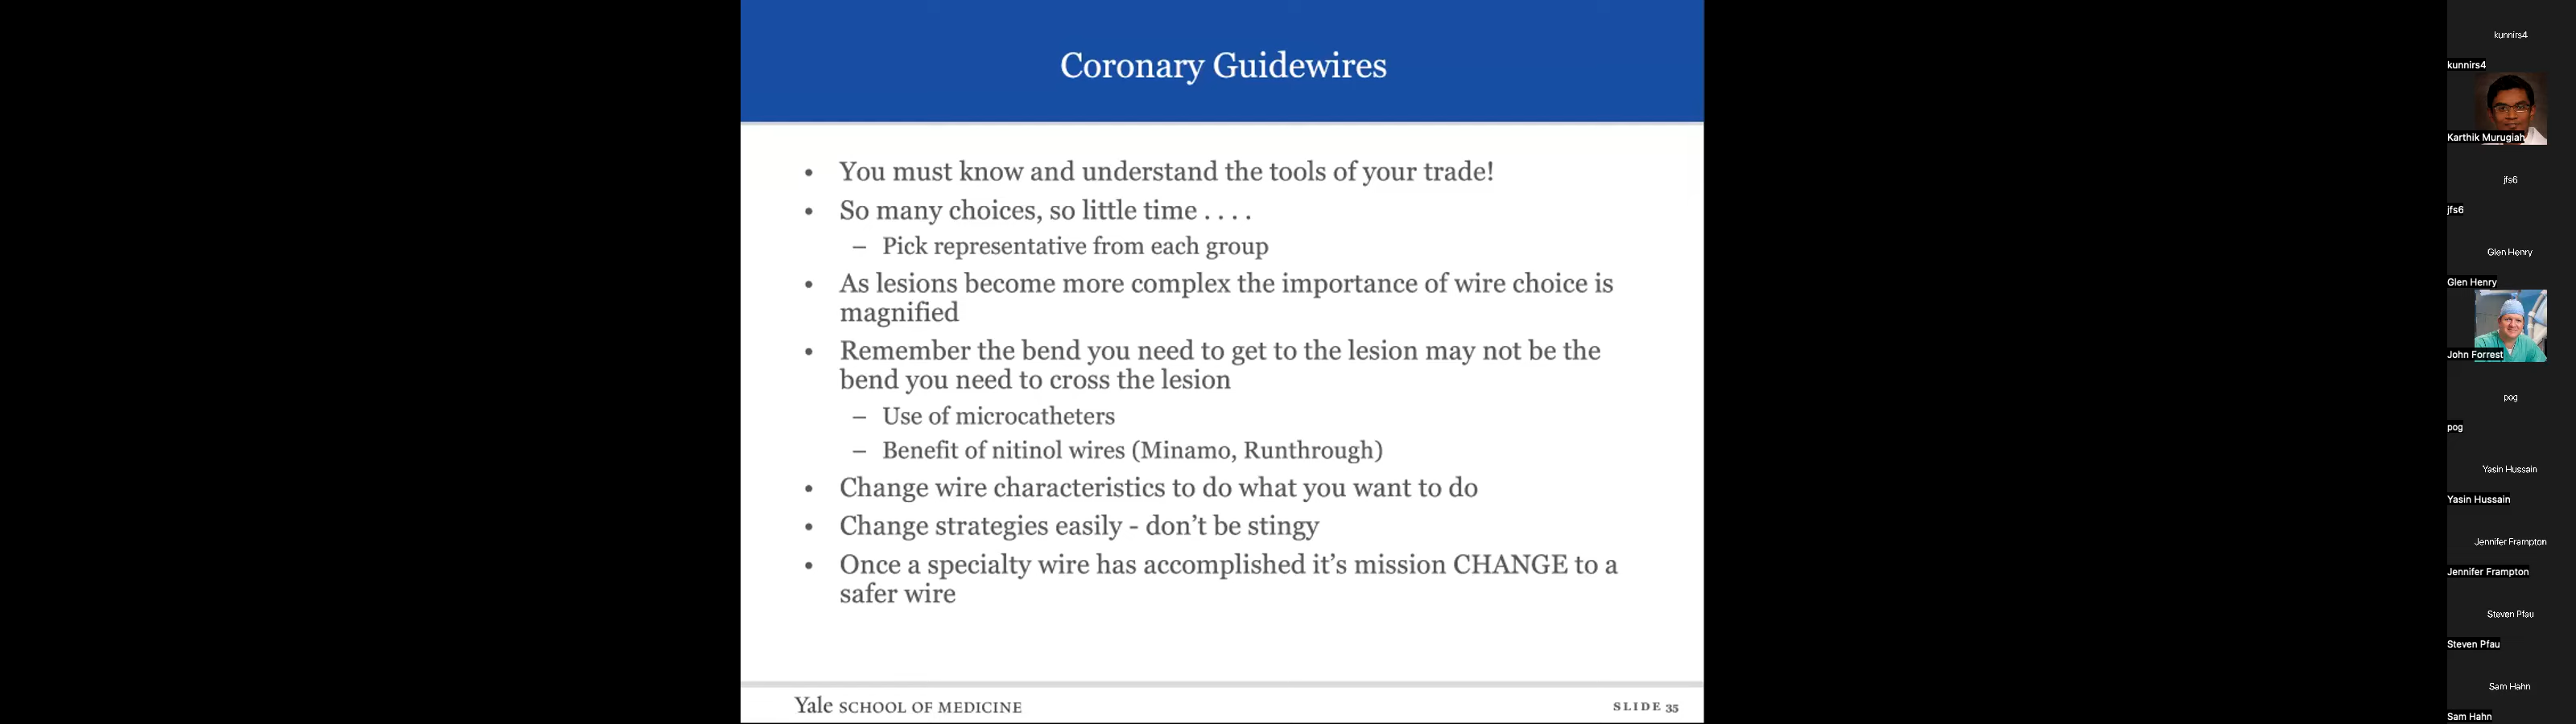 Coronary Guidewires
• You must know and understand the tools of your trade!
• So many choices, so little time . . . .
– Pick representative from each group
• As lesions become more complex the importance of wire choice is
magnified
• Remember the bend you need to get to the lesion may not be the
bend you need to cross the lesion
– Use of microcatheters
– Benefit of nitinol wires (Minamo, Runthrough)
• Change wire characteristics to do what you want to do
• Change strategies easily - don't be stingy
• Once a specialty wire has accomplished it's mission CHANGE to a
safer wire
Yale SCHOOL OF MEDICINE
SLIDE 35
kunnirs4
kunnirs4
Karthik Murugiah
jfs6
jfs6
Glen Henry
Glen Henry
John Forrest
pog
pog
Yasin Hussain
Yasin Hussain
Jennifer Frampton
Jennifer Frampton
Steven Pfau
Steven Pfau
Sam Hahn
Sam Hahn